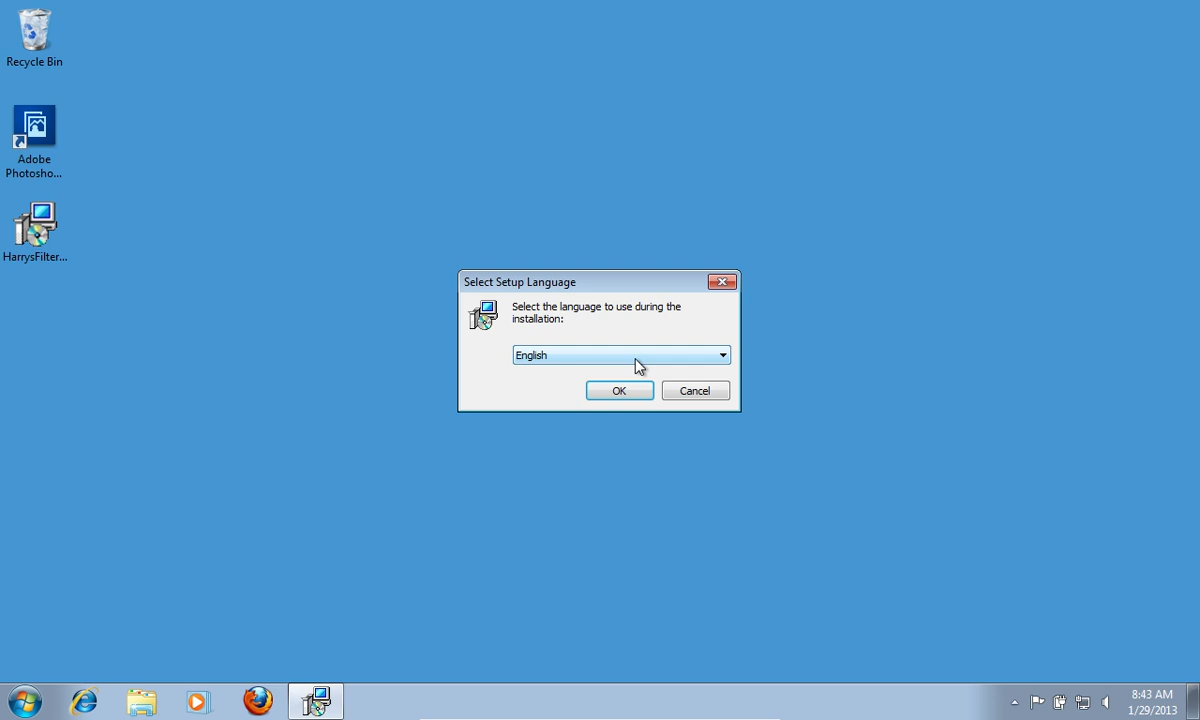 Recycle Bin
Adobe
Photosho...
HarrysFilter...
Select Setup Language
Select the language to use during the
installation:
English
OK
Cancel
8:43 AM
1/29/2013